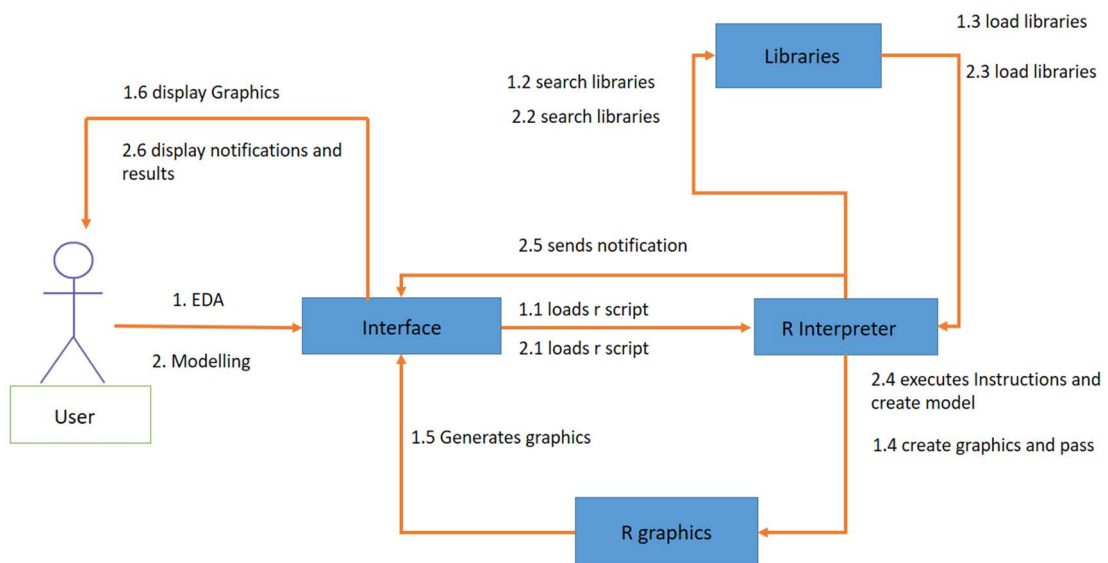 1.3 load libraries
Libraries
2.3 load libraries
1.2 search libraries
2.2 search libraries
1.6 display Graphics
2.6 display notifications and
results
2.5 sends notification
1. EDA
1.1 loads r script
Interface
R Interpreter
2.1 loads r script
2. Modelling
2.4 executes Instructions and
create model
User
1.5 Generates graphics
1.4 create graphics and pass
R graphics